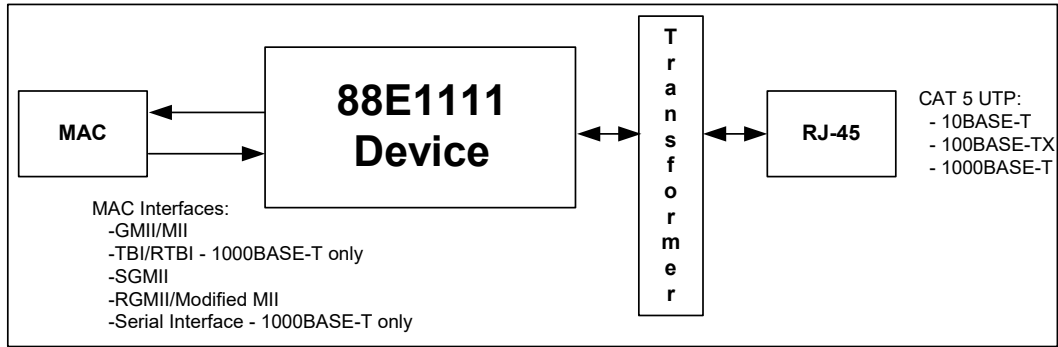 MAC
88E1111
Device
Transformer
RJ-45
CAT 5 UTP:
- 10BASE-T
- 100BASE-TX
- 1000BASE-T
MAC Interfaces:
-GMII/MII
-TBI/RTBI - 1000BASE-T only
-SGMII
-RGMII/Modified MII
-Serial Interface - 1000BASE-T only